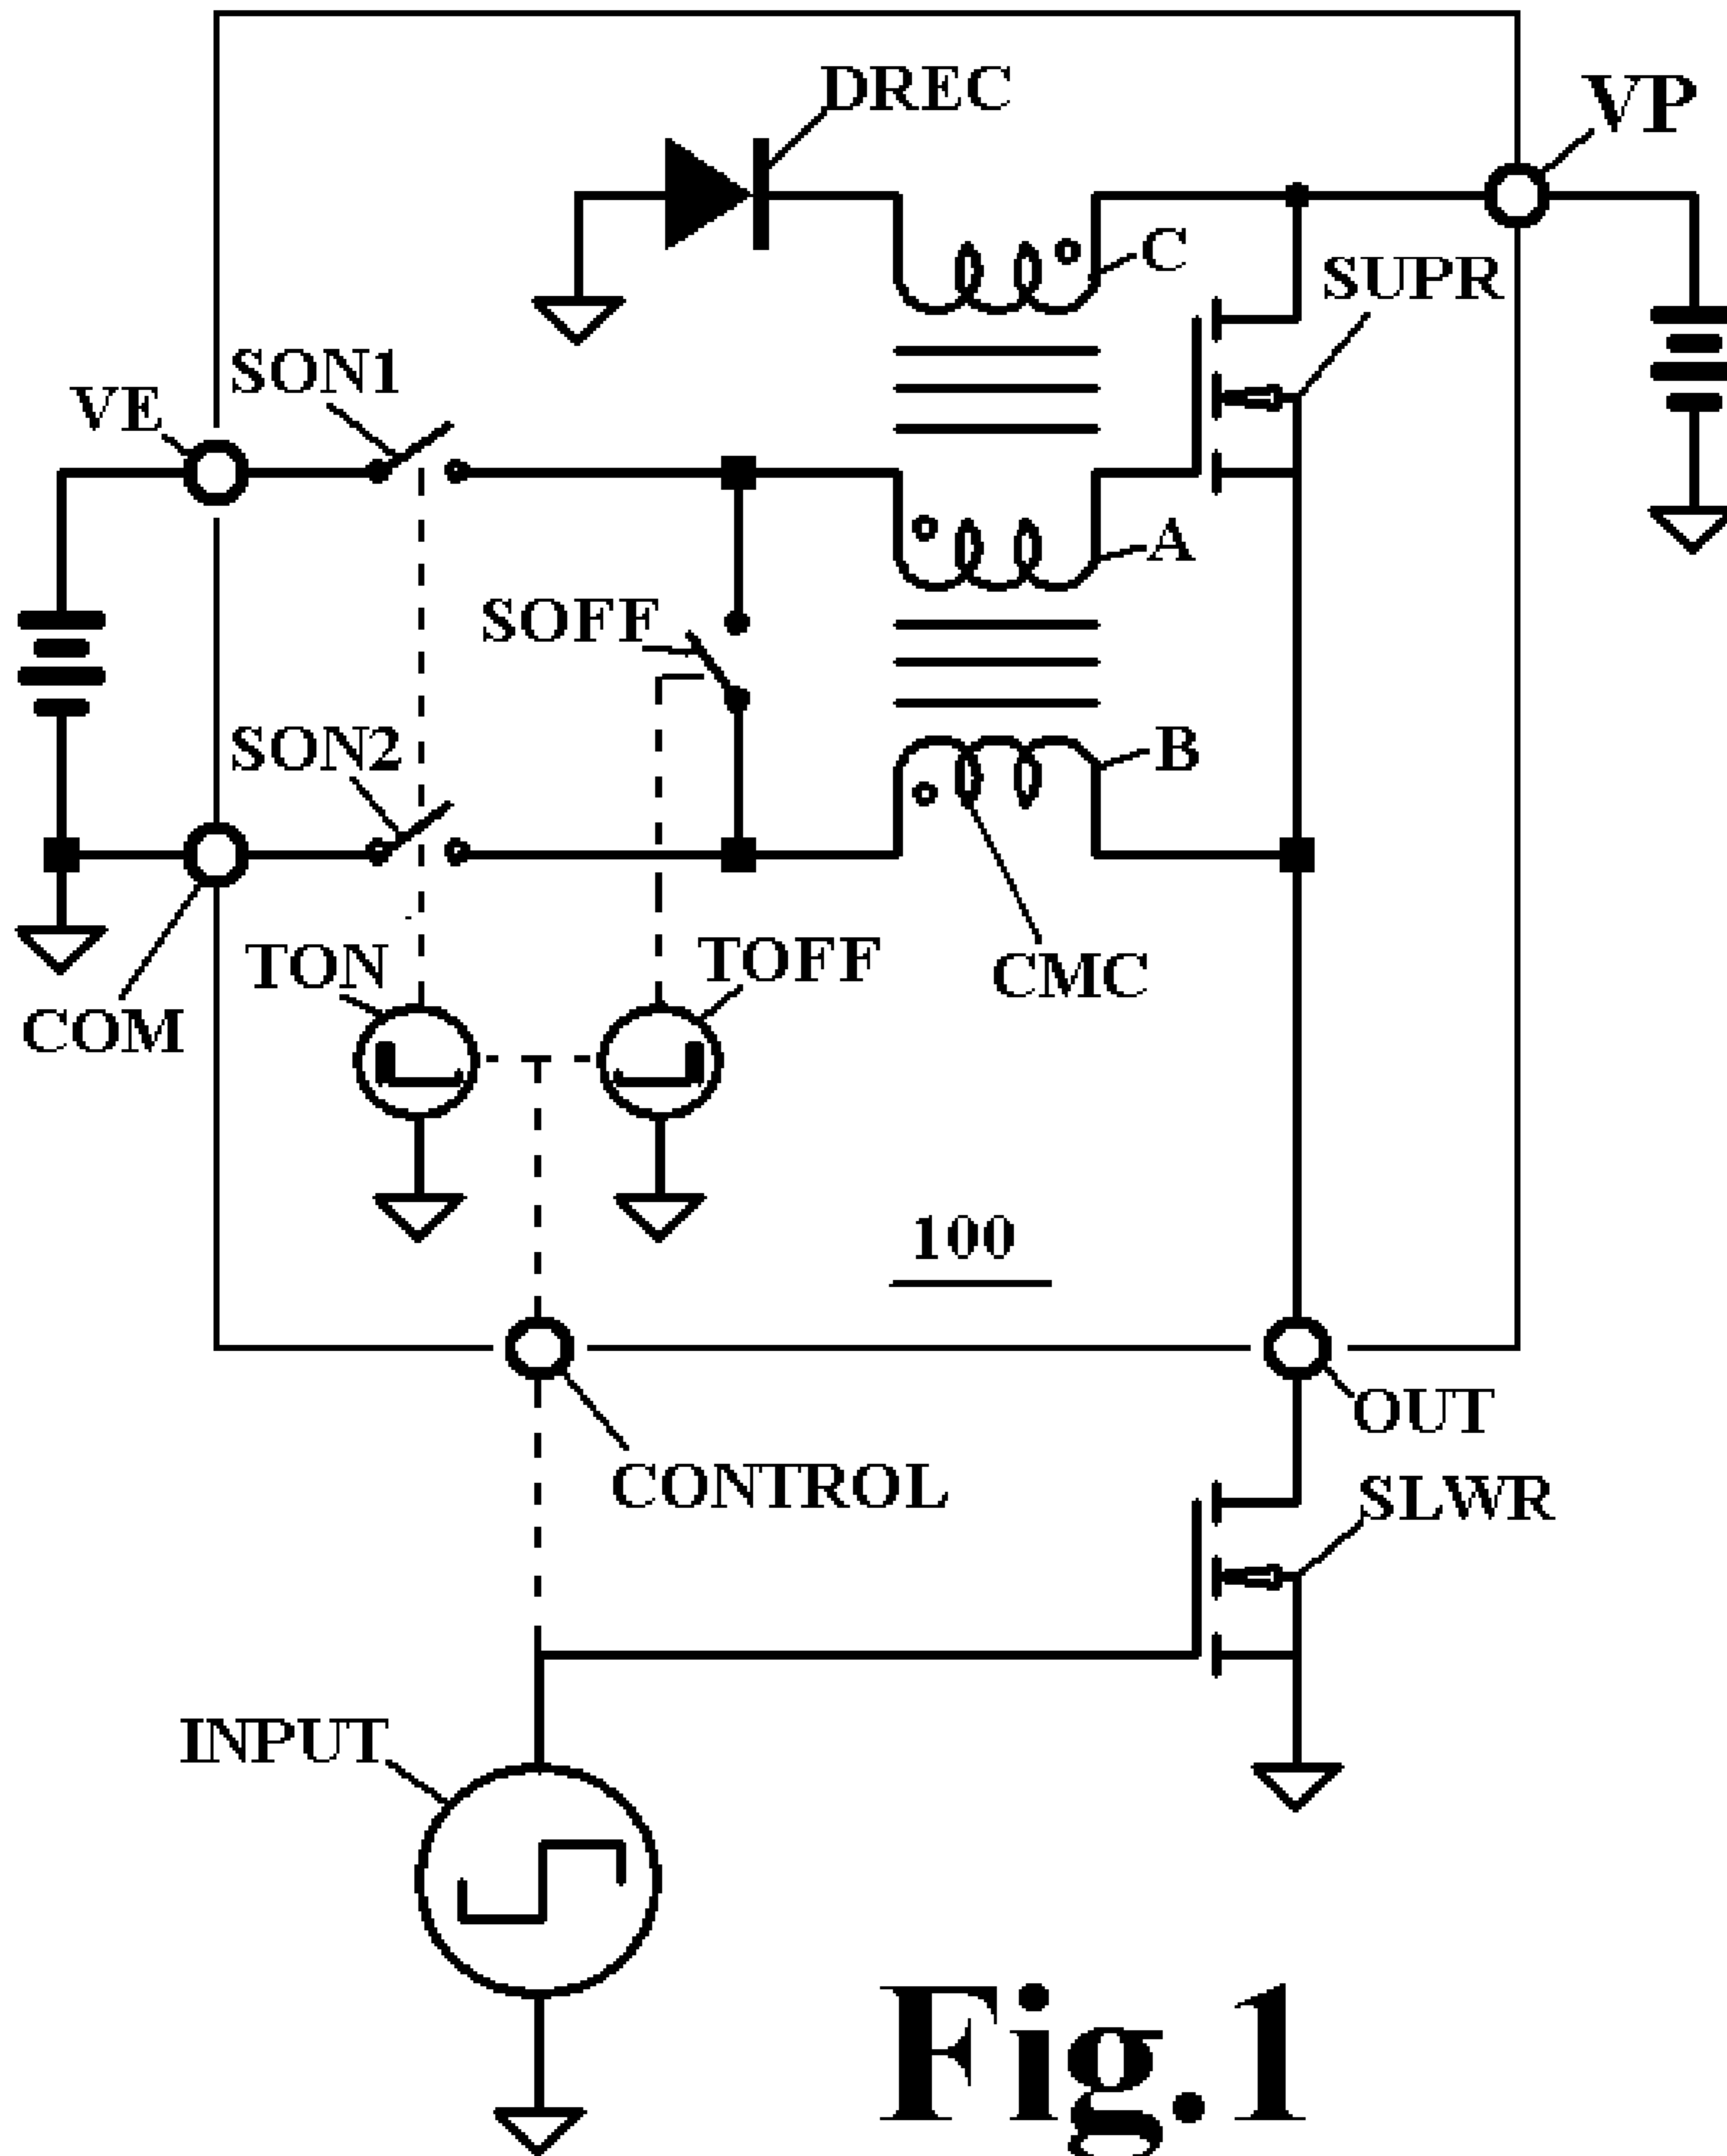 DREC
VP
C
SUPR
SON1
VE
A
SOFF
SON2
B
TON
TOFF
CMC
COM
100
OUT
CONTROL
SLWR
INPUT
Fig.1